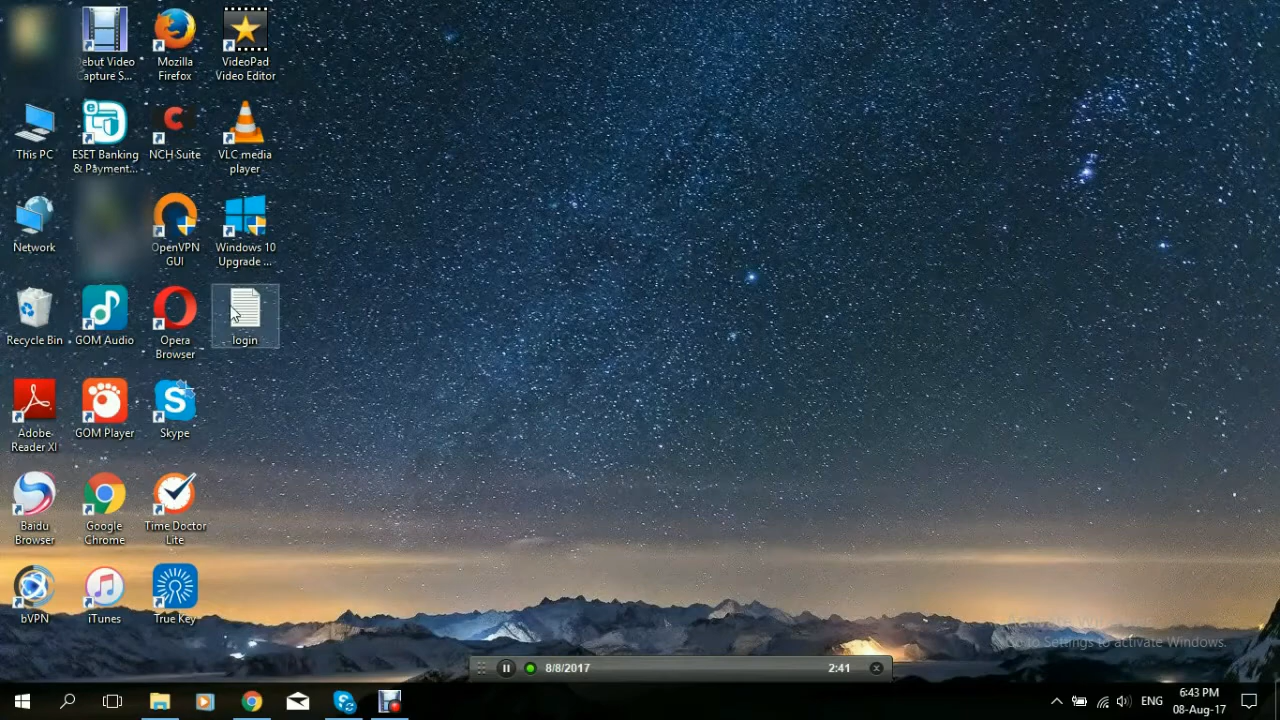 Debut Video
Capture S...
Mozilla
Firefox
VideoPad
Video Editor
This PC
ESET Banking
& Payment...
NCH Suite
VLC media
player
Network
OpenVPN
GUI
Windows 10
Upgrade ...
Recycle Bin
GOM Audio
Opera
Browser
login
Adobe
Reader XI
GOM Player
Skype
Baidu
Browser
Google
Chrome
Time Doctor
Lite
bVPN
iTunes
True Key
to Settings to activate Windows.
8/8/2017
2:41
ENG
6:43 PM
08-Aug-17